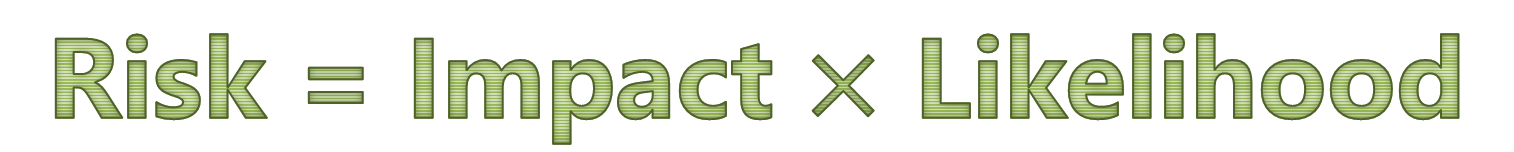 Risk = Impact × Likelihood